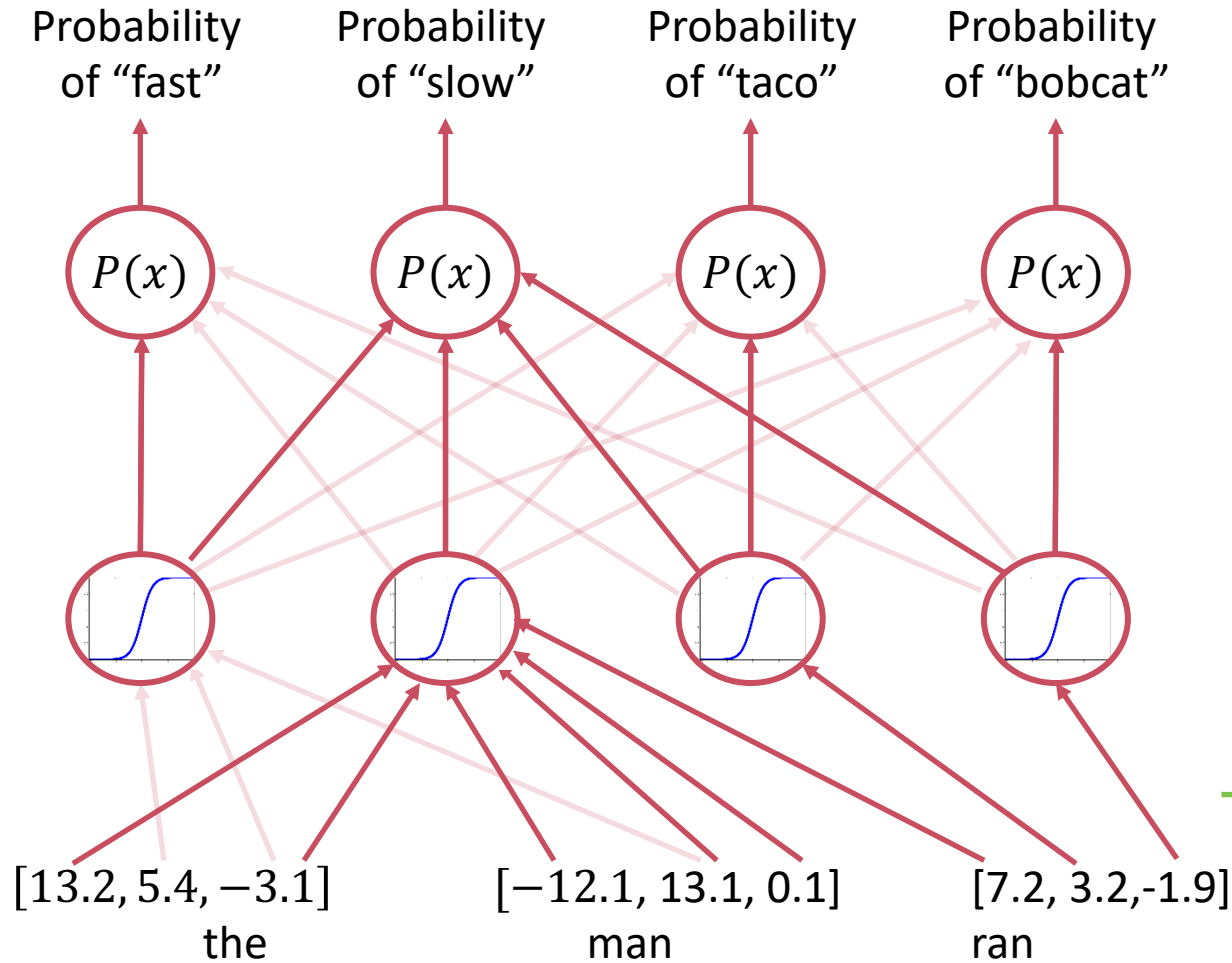 Probability
of “fast”
Probability
of “slow”
Probability
of “taco”
Probability
of “bobcat”
P(x)
P(x)
P(x)
P(x)
[13.2, 5.4, −3.1]
the
[−12.1, 13.1, 0.1]
man
[7.2, 3.2,-1.9]
ran